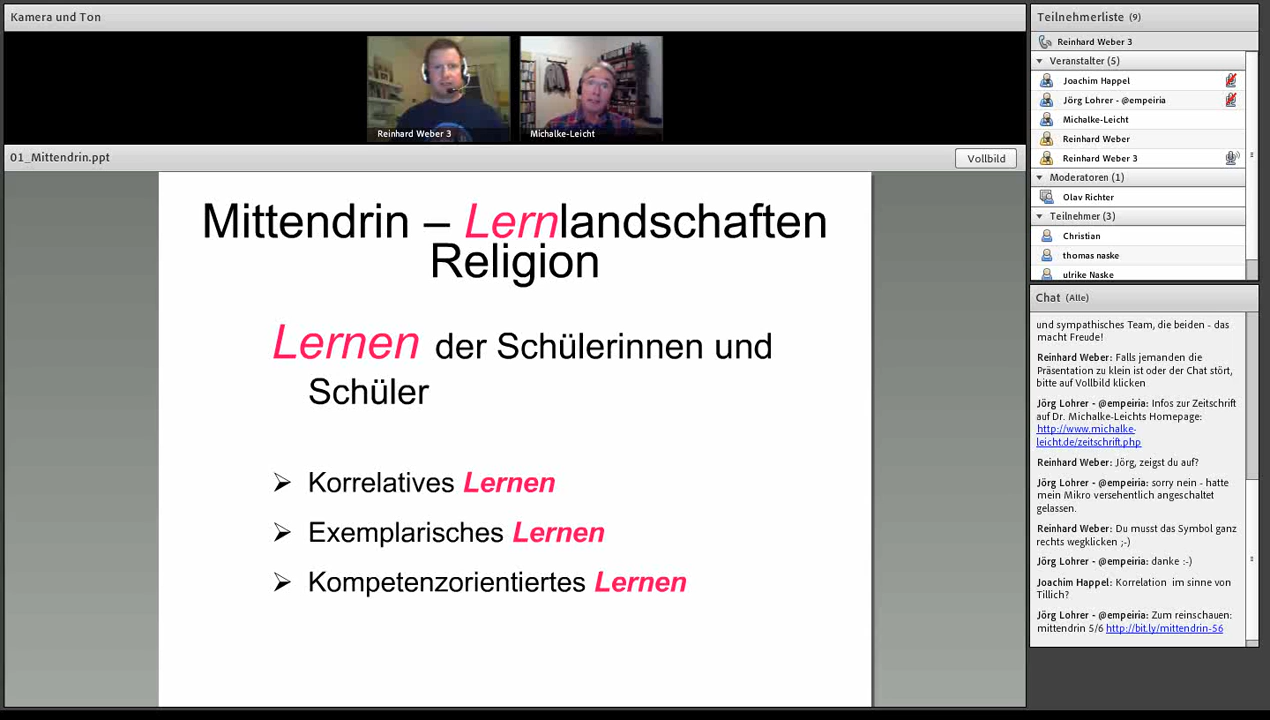 Kamera und Ton
Reinhard Weber 3
Michalke-Leicht
01_Mittendrin.ppt
Vollbild
Mittendrin – Lernlandschaften
Religion
Lernen der Schülerinnen und
Schüler
➢ Korrelatives Lernen
➢ Exemplarisches Lernen
➢ Kompetenzorientiertes Lernen
Teilnehmerliste (9)
Reinhard Weber 3
Veranstalter (5)
Joachim Happel
Jörg Lohrer - @empeiria
Michalke-Leicht
Reinhard Weber
Reinhard Weber 3
Moderatoren (1)
Olav Richter
Teilnehmer (3)
Christian
thomas naske
ulrike Naske
Chat (Alle)
und sympathisches Team, die beiden - das
macht Freude!
Reinhard Weber: Falls jemanden die
Präsentation zu klein ist oder der Chat stört,
bitte auf Vollbild klicken
Jörg Lohrer - @empeiria: Infos zur Zeitschrift
auf Dr. Michalke-Leichts Homepage:
http://www.michalke-
leicht.de/zeitschrift.php
Reinhard Weber: Jörg, zeigst du auf?
Jörg Lohrer - @empeiria: sorry nein - hatte
mein Mikro versehentlich angeschaltet
gelassen.
Reinhard Weber: Du musst das Symbol ganz
rechts wegklicken ;-)
Jörg Lohrer - @empeiria: danke :-)
Joachim Happel: Korrelation im sinne von
Tillich?
Jörg Lohrer - @empeiria: Zum reinschauen:
mittendrin 5/6 http://bit.ly/mittendrin-56